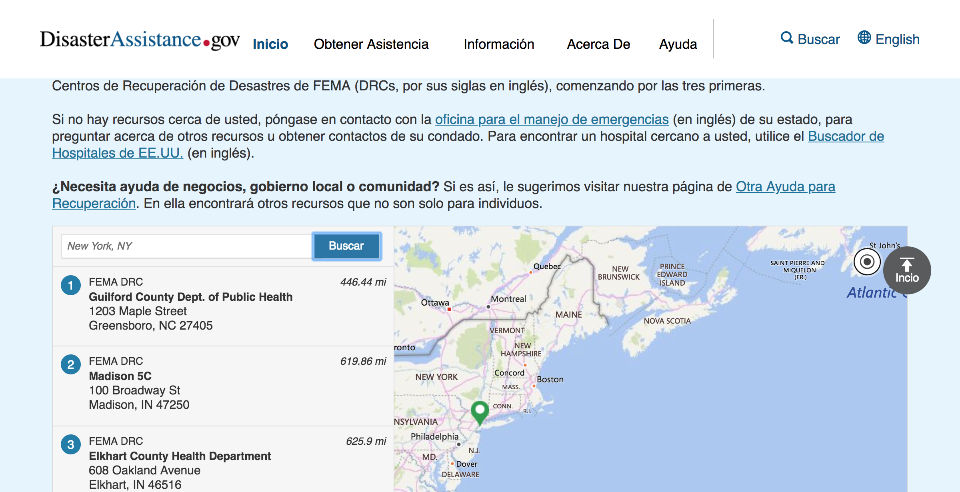 DisasterAssistance.gov
Inicio
Obtener Asistencia
Información
Acerca De
Ayuda
Buscar
English
Centros de Recuperación de Desastres de FEMA (DRCs, por sus siglas en inglés), comenzando por las tres primeras.
Si no hay recursos cerca de usted, póngase en contacto con la oficina para el manejo de emergencias (en inglés) de su estado, para
preguntar acerca de otros recursos u obtener contactos de su condado. Para encontrar un hospital cercano a usted, utilice el Buscador de
Hospitales de EE.UU. (en inglés).
¿Necesita ayuda de negocios, gobierno local o comunidad? Si es así, le sugerimos visitar nuestra página de Otra Ayuda para
Recuperación. En ella encontrará otros recursos que no son solo para individuos.
New York, NY
Buscar
1
FEMA DRC
446.44 mi
Guilford County Dept. of Public Health
1203 Maple Street
Greensboro, NC 27405
2
FEMA DRC
619.86 mi
Madison 5C
100 Broadway St
Madison, IN 47250
3
FEMA DRC
625.9 mi
Elkhart County Health Department
608 Oakland Avenue
Elkhart, IN 46516
St John's
Quebec
NEW
BRUNSWICK
PRINCE
EDWARD
ISLAND
SAINT PIERRE AND
MIQUELON
(FR.)
Incio
Ottawa
Montreal
MAINE
NOVA SCOTIA
Atlantic
VERMONT
ronto
NEW
HAMPSHIRE
NEW YORK
Concord
MASS.
Boston
CONN.
R.I.
NSYLVANIA
Philadelphia
N.J.
MD.
Dover
DELAWARE